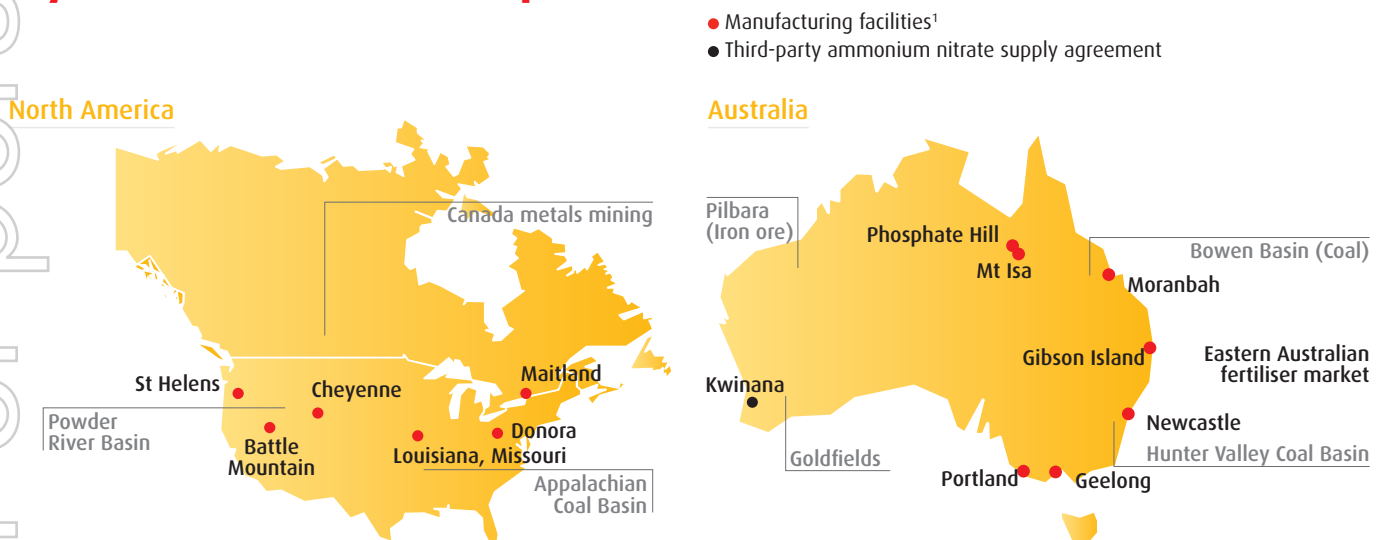 Manufacturing facilities¹
Third-party ammonium nitrate supply agreement
North America
Canada metals mining
St Helens
Cheyenne
Maitland
Powder
River Basin
Battle
Mountain
Donora
Louisiana, Missouri
Appalachian
Coal Basin
Australia
Pilbara
(Iron ore)
Phosphate Hill
Mt Isa
Bowen Basin (Coal)
Moranbah
Gibson Island
Eastern Australian
fertiliser market
Kwinana
Newcastle
Goldfields
Hunter Valley Coal Basin
Portland
Geelong